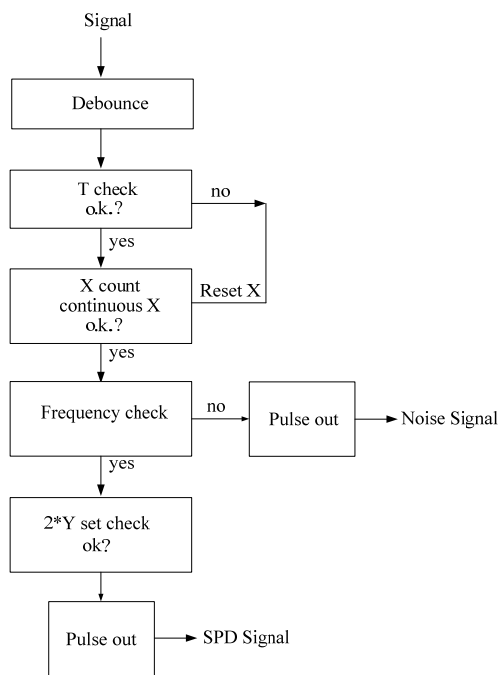 Signal
Debounce
T check
o.k.?
no
yes
X count
continuous X
o.k.?
Reset X
yes
Frequency check
no
Pulse out
Noise Signal
yes
2*Y set check
ok?
Pulse out
SPD Signal